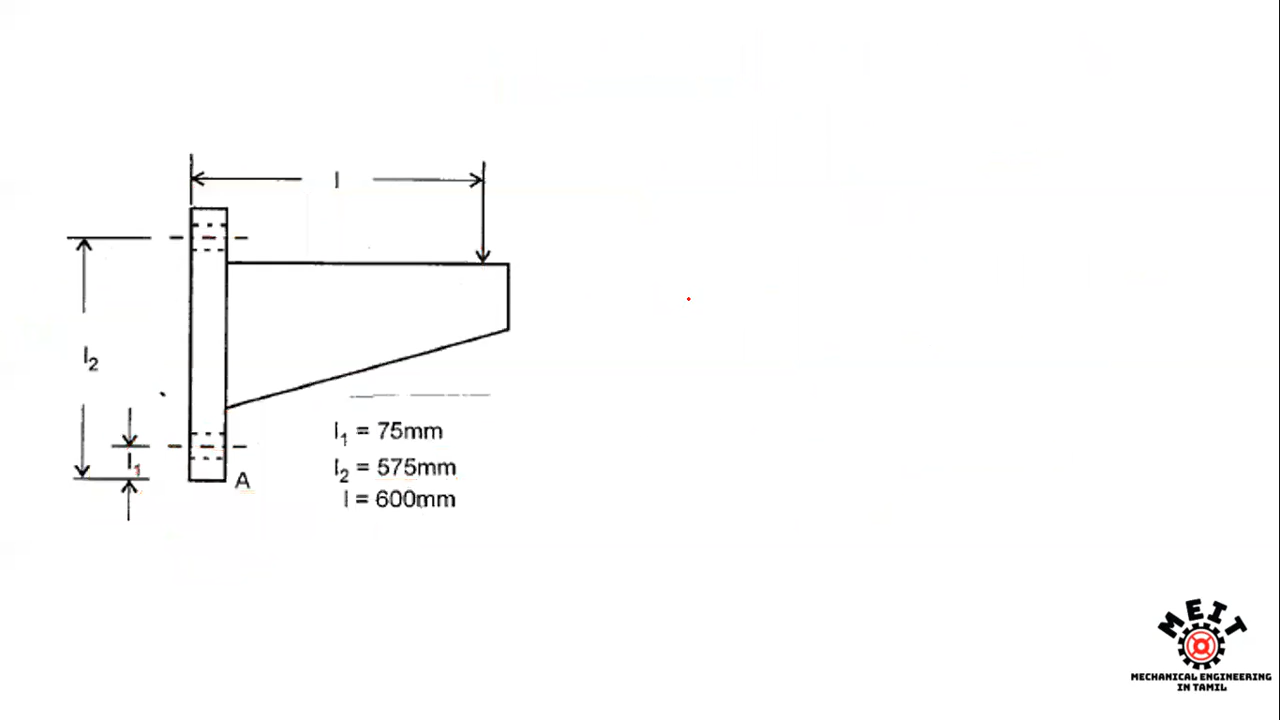 l
l₂
l₁
A
l₁ = 75mm
l₂ = 575mm
l = 600mm
MEIT
MECHANICAL ENGINEERING
IN TAMIL